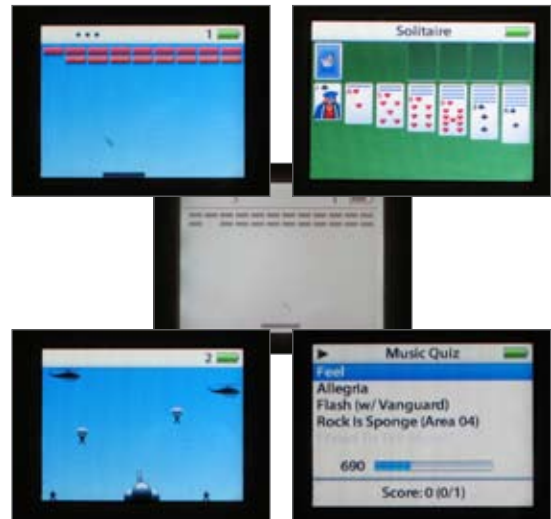 1
Solitaire
2
Music Quiz
Feel
Allegria
Flash (w/ Vanguard)
Rock Is Sponge (Area 04)
690
Score: 0 (0/1)